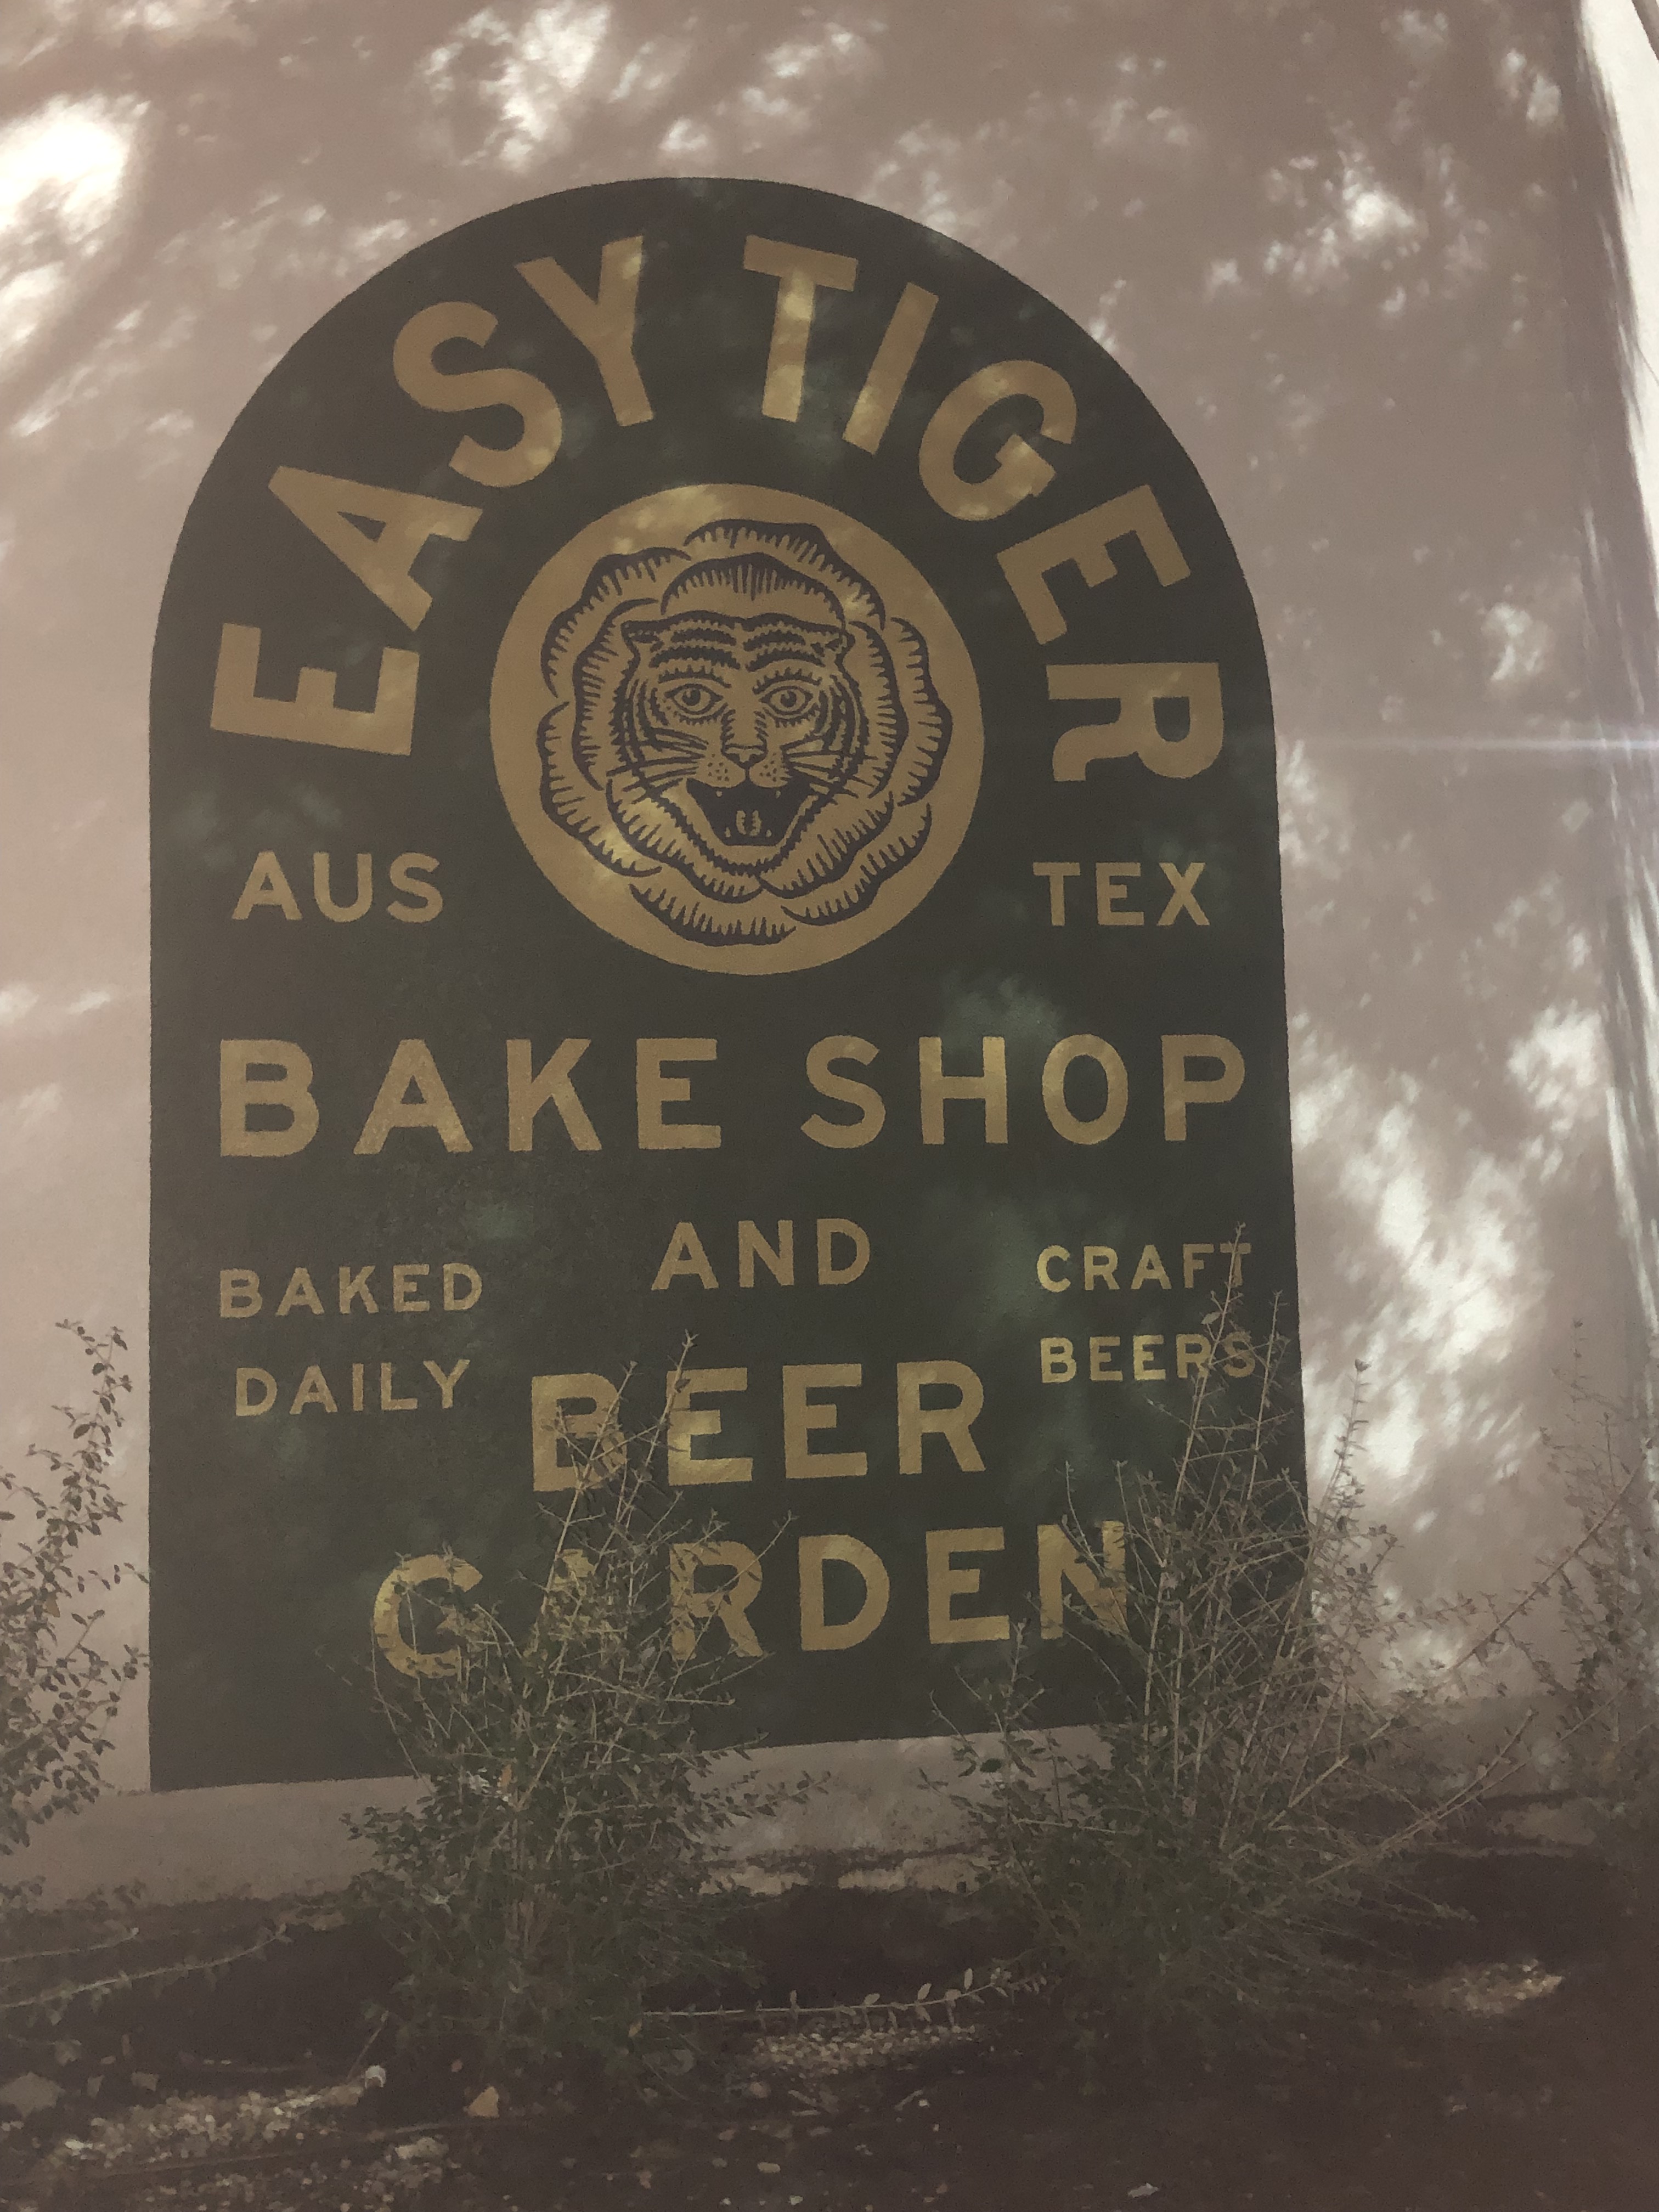 EASY TIGER
AUS
TEX
BAKE SHOP
AND
BAKED
DAILY
CRAFT
BEERS
BEER
GARDEN